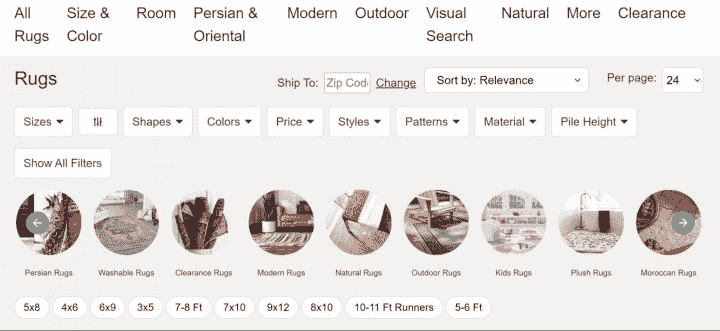 All Rugs
Size & Color
Room
Persian & Oriental
Modern
Outdoor
Visual Search
Natural
More
Clearance
Rugs
Ship To: Zip Code Change
Sort by: Relevance
Per page: 24
Sizes
Shapes
Colors
Price
Styles
Patterns
Material
Pile Height
Show All Filters
Persian Rugs
Washable Rugs
Clearance Rugs
Modern Rugs
Natural Rugs
Outdoor Rugs
Kids Rugs
Plush Rugs
Moroccan Rugs
5x8
4x6
6x9
3x5
7-8 Ft
7x10
9x12
8x10
10-11 Ft Runners
5-6 Ft